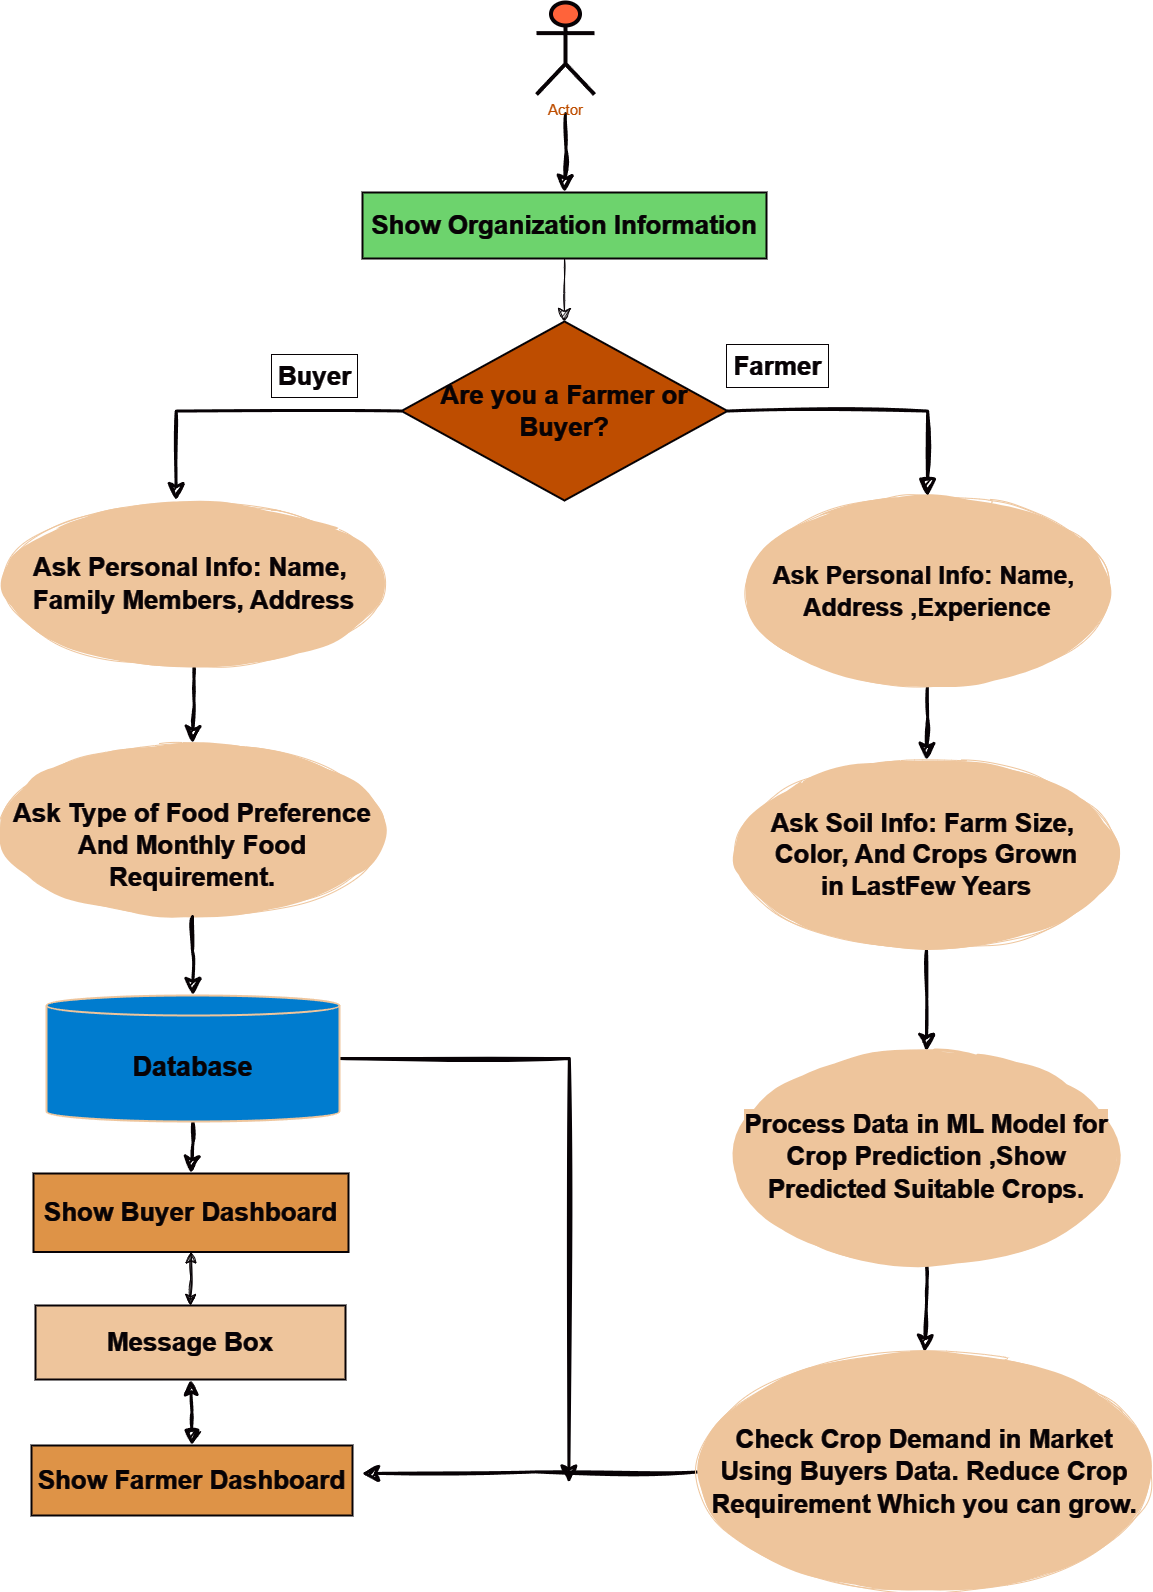 Actor
Show Organization Information
Buyer
Farmer
Are you a Farmer or
Buyer?
Ask Personal Info: Name,
Family Members, Address
Ask Personal Info: Name,
Address ,Experience
Ask Type of Food Preference
And Monthly Food
Requirement.
Ask Soil Info: Farm Size,
Color, And Crops Grown
in LastFew Years
Database
Process Data in ML Model for
Crop Prediction ,Show
Predicted Suitable Crops.
Show Buyer Dashboard
Message Box
Show Farmer Dashboard
Check Crop Demand in Market
Using Buyers Data. Reduce Crop
Requirement Which you can grow.